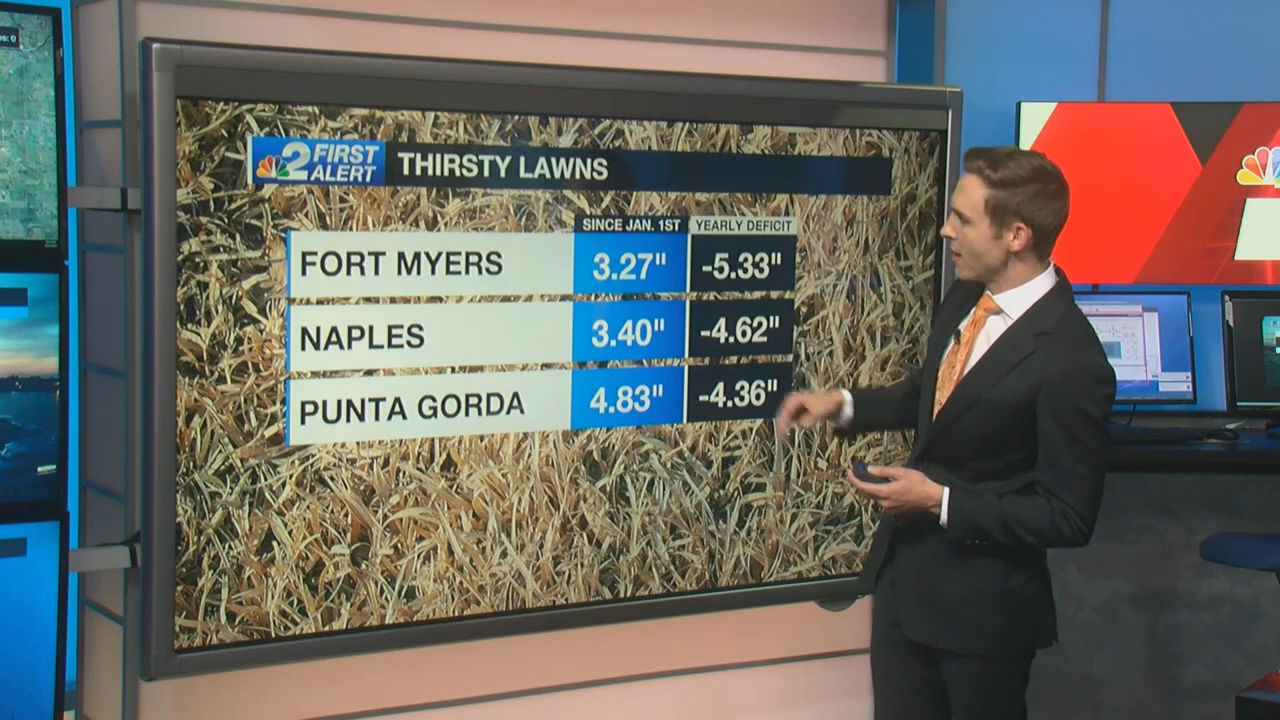 2 FIRST ALERT
THIRSTY LAWNS
SINCE JAN. 1ST YEARLY DEFICIT
FORT MYERS 3.27" -5.33"
NAPLES 3.40" -4.62"
PUNTA GORDA 4.83" -4.36"